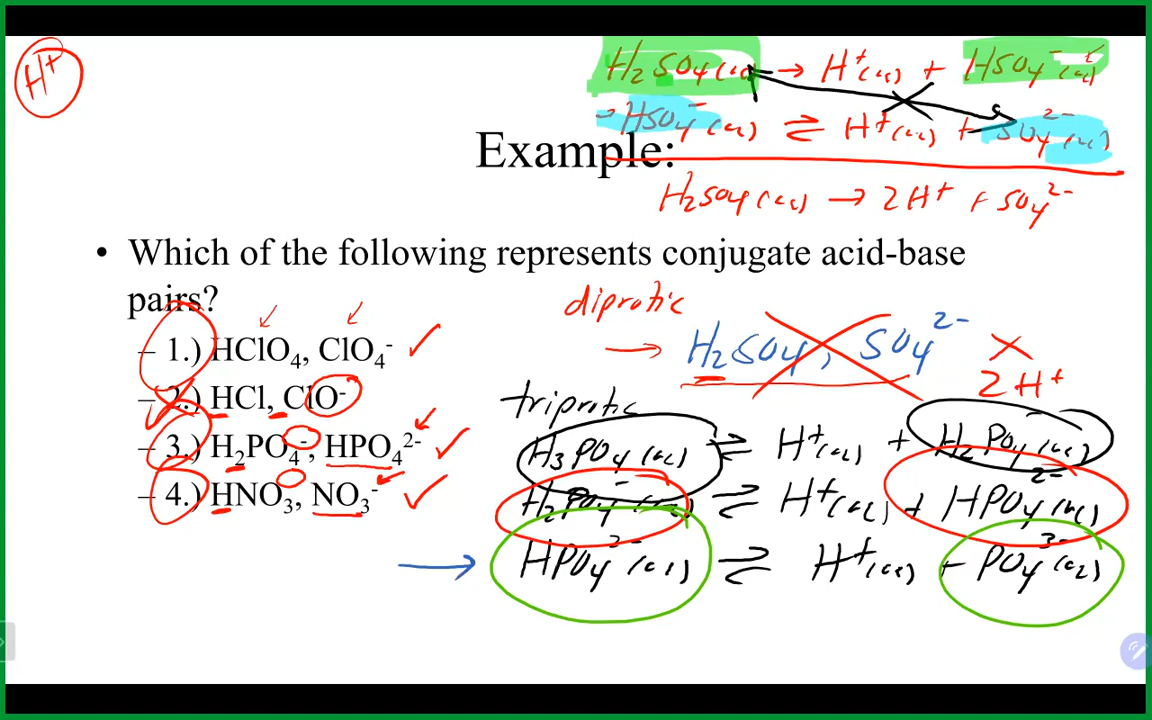 H⁺
H₂SO₄(aq) → H⁺(aq) + HSO₄⁻(aq)
HSO₄⁻(aq) ⇌ H⁺(aq) + SO₄²⁻(aq)
Example:
H₂SO₄(aq) → 2H⁺ + SO₄²⁻
• Which of the following represents conjugate acid-base
pairs?
diprotic
– 1.) HClO₄, ClO₄⁻ ✓
→ H₂SO₄, SO₄²⁻ ✗
2H⁺
– 2.) HCl, ClO⁻
triprotic
– 3.) H₂PO₄⁻, HPO₄²⁻ ✓
H₃PO₄(aq) ⇌ H⁺(aq) + H₂PO₄⁻(aq)
– 4.) HNO₃, NO₃⁻ ✓
H₂PO₄⁻(aq) ⇌ H⁺(aq) + HPO₄²⁻(aq)
→ HPO₄²⁻(aq) ⇌ H⁺(aq) + PO₄³⁻(aq)